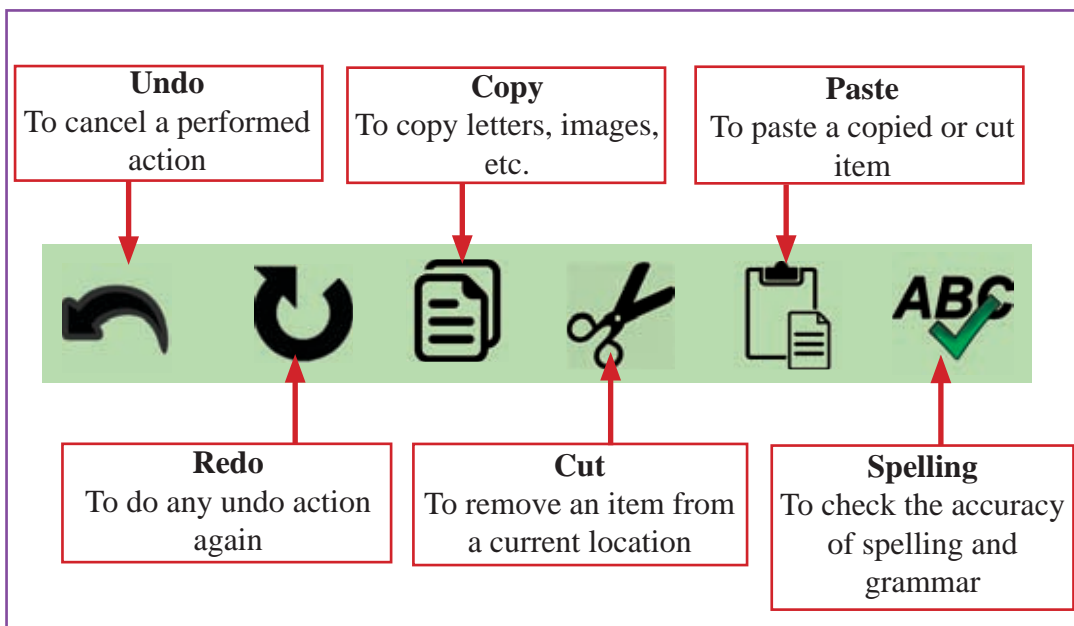 Undo
To cancel a performed
action
Copy
To copy letters, images,
etc.
Paste
To paste a copied or cut
item
ABC
Redo
To do any undo action
again
Cut
To remove an item from
a current location
Spelling
To check the accuracy
of spelling and
grammar